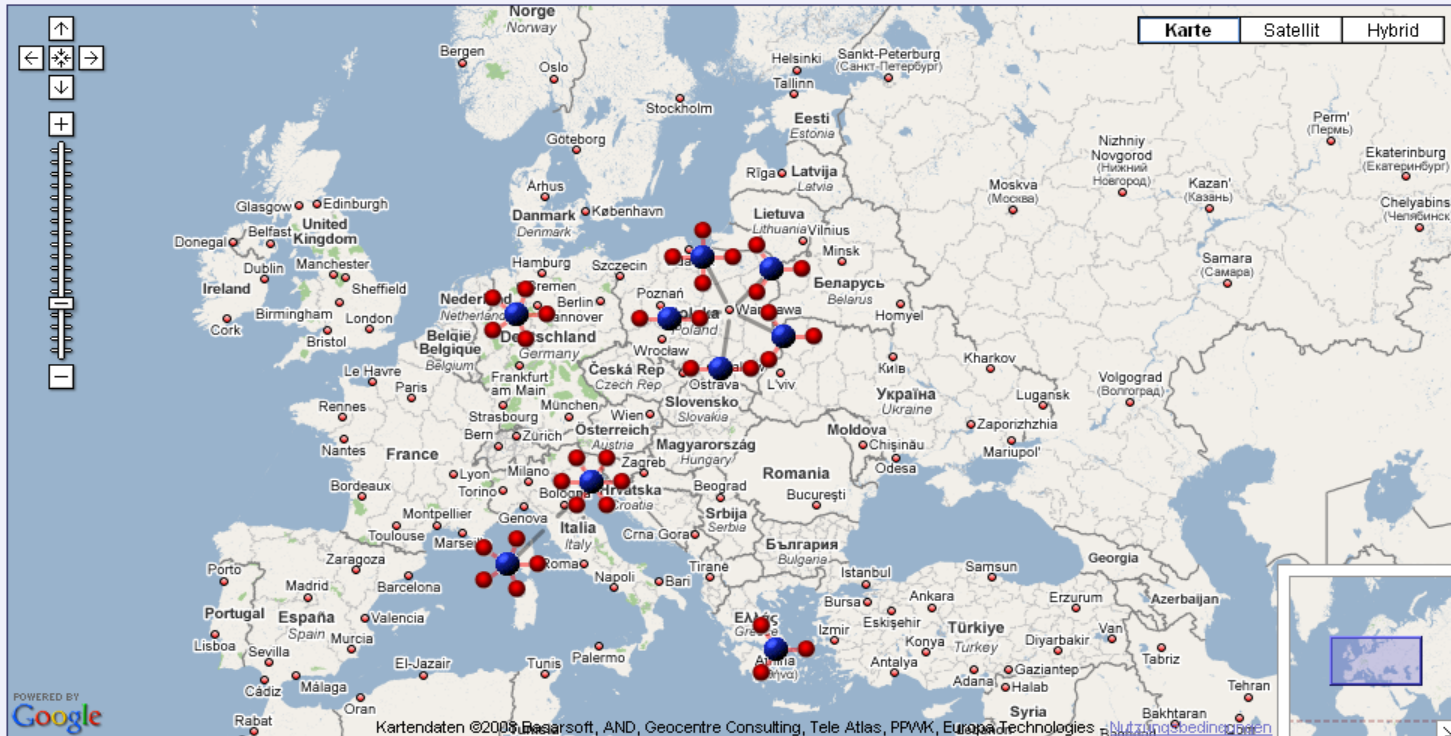 Norge
Norway
Karte
Satellit
Hybrid
Bergen
Oslo
Helsinki
Sankt-Peterburg
(Санкт-Петербург)
Tallinn
Stockholm
Eesti
Estonia
Perm'
(Пермь)
Göteborg
Nizhniy
Novgorod
(Нижний
Новгород)
Ekaterinburg
(Екатеринбург)
Rīga
Latvija
Latvia
Moskva
(Москва)
Kazan'
(Казань)
Århus
Glasgow
Edinburgh
Danmark
Denmark
København
Lietuva
Lithuania
Vilnius
Chelyabins
(Челябинск
United
Kingdom
Donegal
Belfast
Minsk
Samara
(Самара)
Dublin
Manchester
Hamburg
Szczecin
Ireland
Sheffield
Bremen
Беларусь
Belarus
Birmingham
Berlin
Poznań
Warszawa
Homyel
Cork
London
Bristol
Poland
België
Belgique
Belgium
Germany
Wrocław
Frankfurt
am Main
Česká Rep
Czech Rep
Ostrava
L'viv
Київ
Kharkov
Le Havre
Paris
Volgograd
(Волгоград)
Slovensko
Slovakia
Україна
Ukraine
Lugansk
Rennes
Strasbourg
München
Wien
Nantes
Bern
Zürich
Österreich
Austria
Magyarország
Hungary
Moldova
Chişinău
Odesa
Zaporizhzhia
Mariupol'
France
Lyon
Milano
Zagreb
Romania
Torino
Bologna
Hrvatska
Croatia
Beograd
Bucureşti
Bordeaux
Genova
Montpellier
Toulouse
Italia
Italy
Srbija
Serbia
Crna Gora
България
Bulgaria
Georgia
Porto
Zaragoza
Roma
Napoli
Bari
Tiranë
Istanbul
Samsun
Madrid
Barcelona
Bursa
Ankara
Erzurum
Azerbaijan
Portugal
España
Spain
Valencia
Eskişehir
Izmir
Türkiye
Turkey
Van
Lisboa
Murcia
Konya
Diyarbakir
Tabriz
Sevilla
El-Jazair
Tunis
Palermo
Antalya
Adana
Gaziantep
Cádiz
Málaga
Halab
Tehran
Oran
Syria
Bakhtaran
Rabat
POWERED BY
Google
Kartendaten ©2008 Basarsoft, AND, Geocentre Consulting, Tele Atlas, PPWK, Europa Technologies - Nutzungsbedingungen